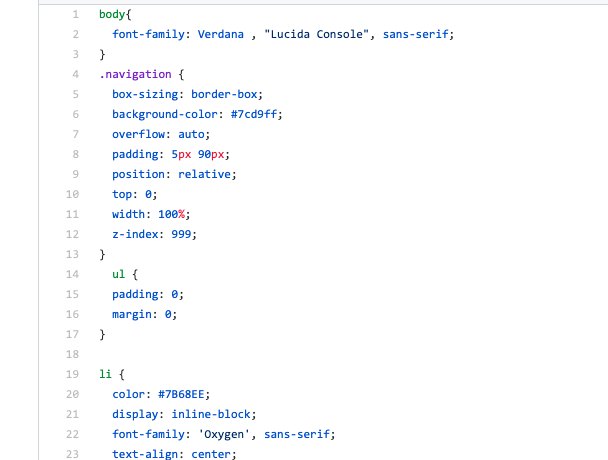 1 body{
2 font-family: Verdana , "Lucida Console", sans-serif;
3 }
4 .navigation {
5 box-sizing: border-box;
6 background-color: #7cd9ff;
7 overflow: auto;
8 padding: 5px 90px;
9 position: relative;
10 top: 0;
11 width: 100%;
12 z-index: 999;
13 }
14 ul {
15 padding: 0;
16 margin: 0;
17 }
18
19 li {
20 color: #7B68EE;
21 display: inline-block;
22 font-family: 'Oxygen', sans-serif;
23 text-align: center;